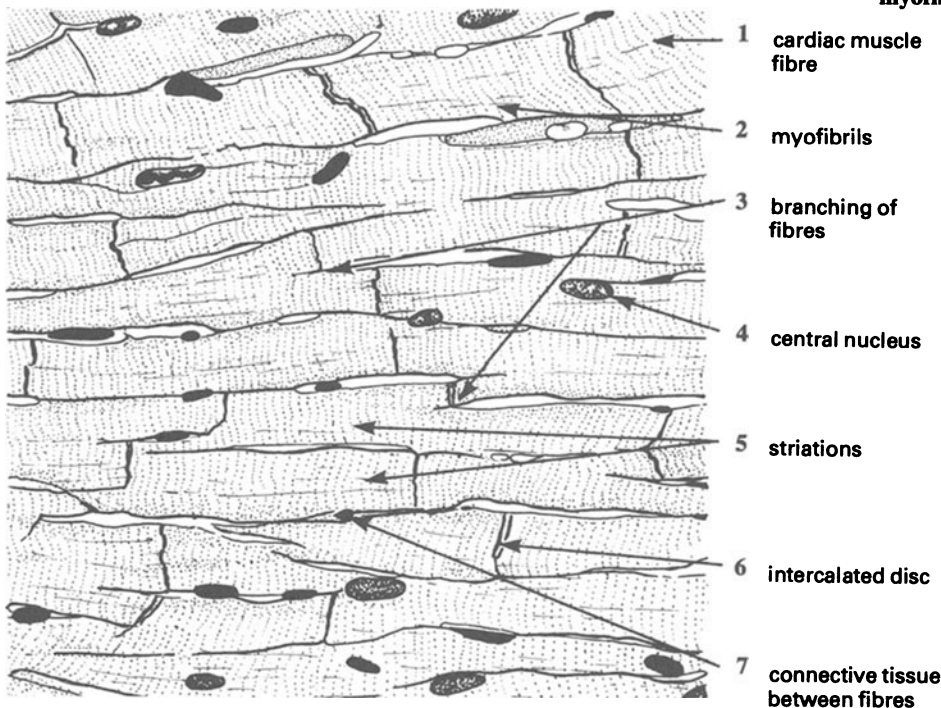 1 cardiac muscle
fibre
2 myofibrils
3 branching of
fibres
4 central nucleus
5 striations
6 intercalated disc
7 connective tissue
between fibres